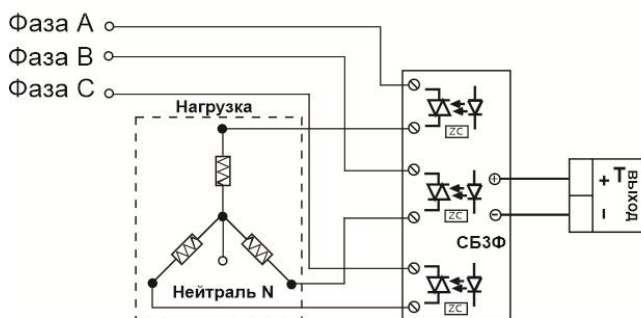 Фаза А
Фаза В
Фаза С
Нагрузка
ZC
ZC
ZC
Нейтраль N
СБ3Ф
+
−
+ Т
−
ВЫХОД